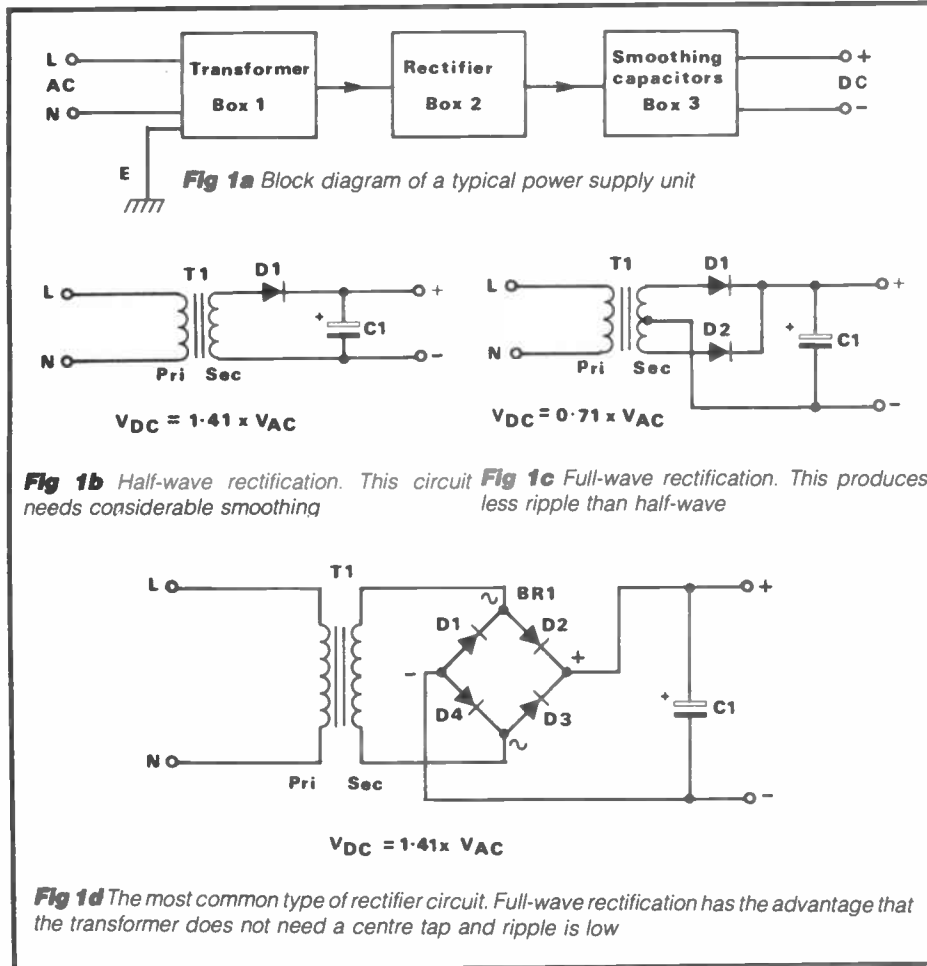 L
AC
N
E
Transformer
Box 1
Rectifier
Box 2
Smoothing
capacitors
Box 3
+
DC
-
Fig 1a Block diagram of a typical power supply unit
T1
D1
L
N
Pri Sec
+
C1
+
-
VDC = 1·41 x VAC
T1
D1
L
D2
N
Pri Sec
+
C1
+
-
VDC = 0·71 x VAC
Fig 1b Half-wave rectification. This circuit
needs considerable smoothing
Fig 1c Full-wave rectification. This produces
less ripple than half-wave
T1
L
N
Pri Sec
~
BR1
D1
D2
-
+
D4
D3
~
+
C1
+
-
VDC = 1·41x VAC
Fig 1d The most common type of rectifier circuit. Full-wave rectification has the advantage that
the transformer does not need a centre tap and ripple is low